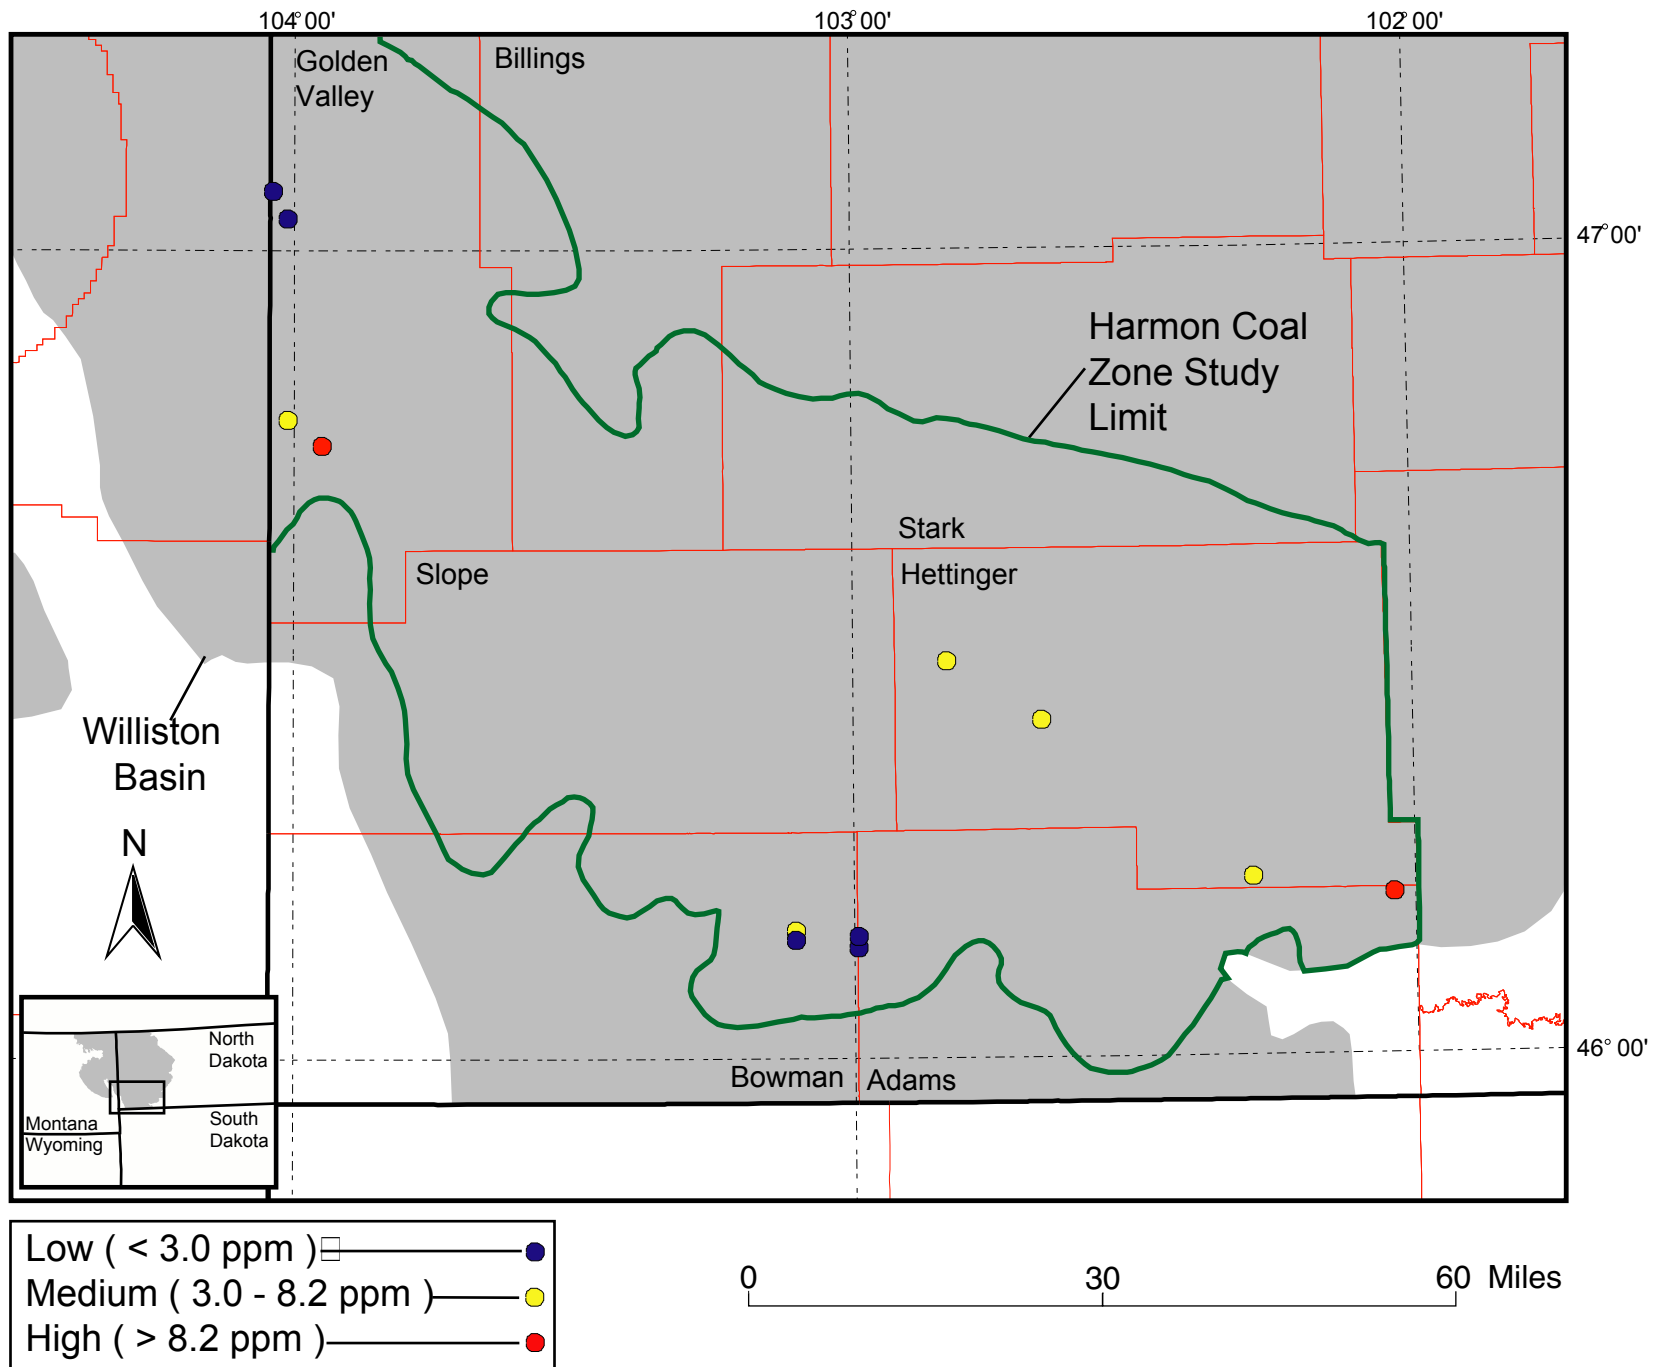 104°00'
103°00'
102°00'
Golden
Valley
Billings
47°00'
Harmon Coal
Zone Study
Limit
Stark
Slope
Hettinger
Williston
Basin
N
46°00'
Bowman
Adams
North
Dakota
Montana
Wyoming
South
Dakota
Low ( < 3.0 ppm )
Medium ( 3.0 - 8.2 ppm )
High ( > 8.2 ppm )
0 30 60 Miles